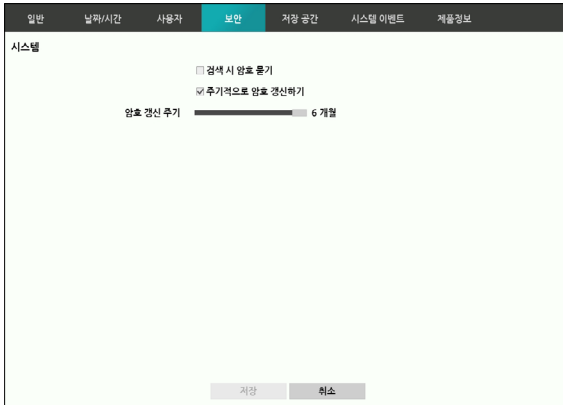 일반 날짜/시간 사용자 보안 저장 공간 시스템 이벤트 제품정보
시스템
검색 시 암호 묻기
주기적으로 암호 갱신하기
암호 갱신 주기 6 개월
저장 취소